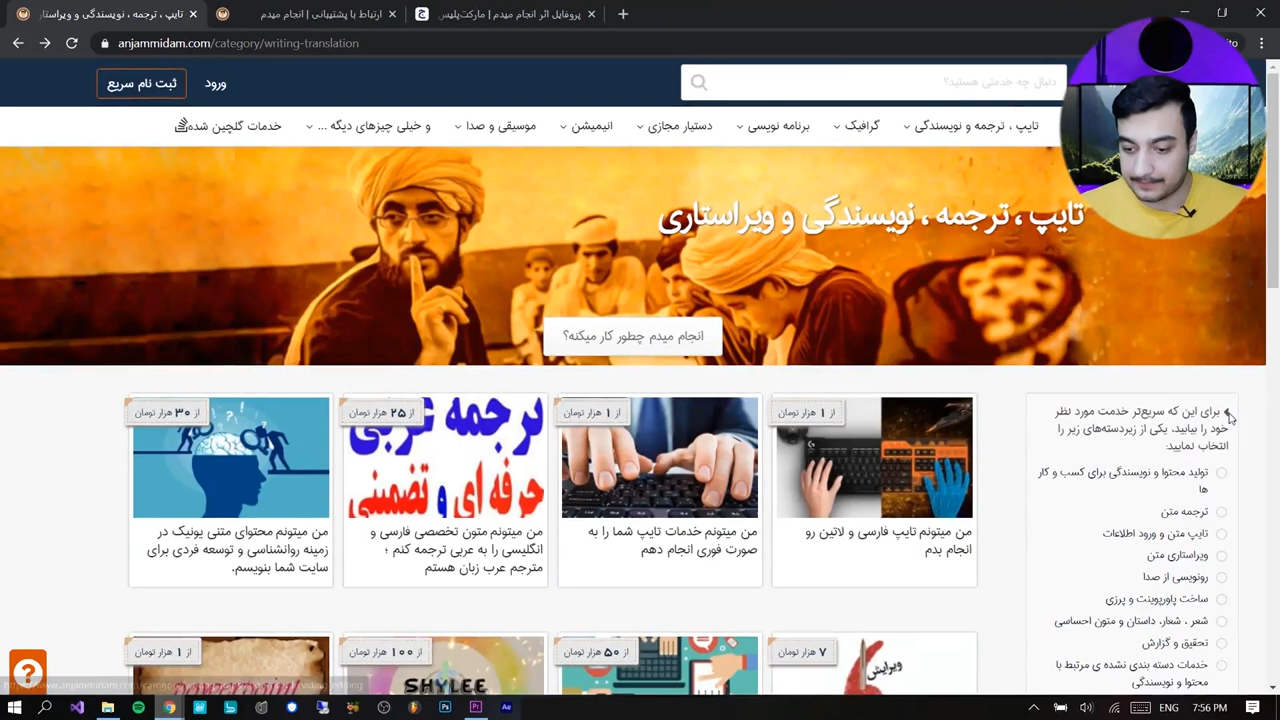 تایپ ، ترجمه ، نویسندگی و ویراستار
ارتباط با پشتیبانی | انجام میدم
پروفایل اثر انجام میدم | مارکت‌پلیس
anjammidam.com/category/writing-translation
ثبت نام سریع
ورود
دنبال چه خدمتی هستید؟
تایپ ، ترجمه و نویسندگی
گرافیک
برنامه نویسی
دستیار مجازی
انیمیشن
موسیقی و صدا
و خیلی چیزهای دیگه ...
خدمات گلچین شده
تایپ ، ترجمه ، نویسندگی و ویراستاری
انجام میدم چطور کار میکنه؟
برای این که سریع‌تر خدمت مورد نظر
خود را بیابید، یکی از زیردسته‌های زیر را
انتخاب نمایید:
تولید محتوا و نویسندگی برای کسب و کار
ها
ترجمه متن
تایپ متن و ورود اطلاعات
ویراستاری متن
رونویسی از صدا
ساخت پاورپوینت و پرزی
شعر ، شعار، داستان و متون احساسی
تحقیق و گزارش
خدمات دسته بندی نشده ی مرتبط با
محتوا و نویسندگی
از ۱ هزار تومان
من میتونم تایپ فارسی و لاتین رو
انجام بدم
از ۱ هزار تومان
من میتونم خدمات تایپ شما را به
صورت فوری انجام دهم
از ۲۵ هزار تومان
ترجمه عربی
حرفه ای و تضمینی
من میتونم متون تخصصی فارسی و
انگلیسی را به عربی ترجمه کنم ؛
مترجم عرب زبان هستم
از ۳۰ هزار تومان
من میتونم محتوای متنی یونیک در
زمینه روانشناسی و توسعه فردی برای
سایت شما بنویسم.
۷ هزار تومان
ویرایش
از ۵۰ هزار تومان
از ۱۰۰ هزار تومان
از ۱ هزار تومان
ENG
7:56 PM